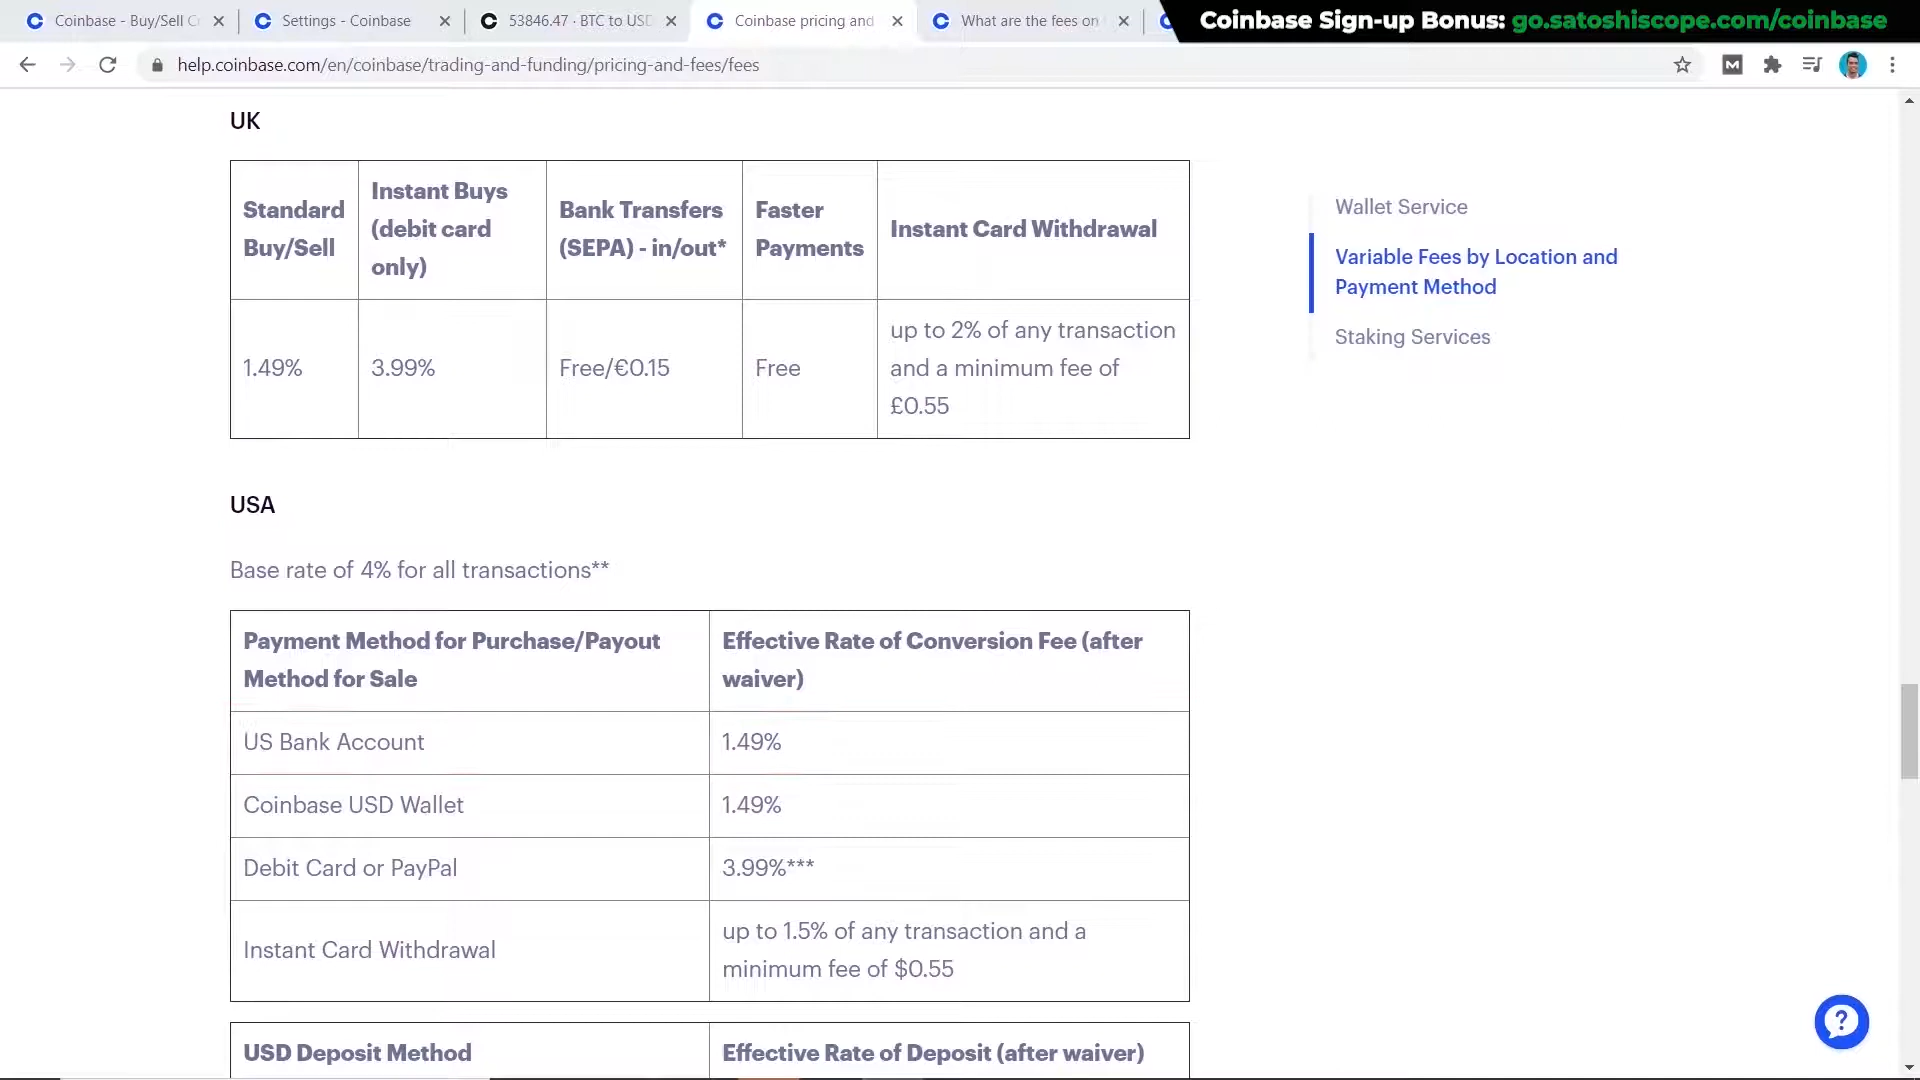 Coinbase - Buy/Sell C
Settings - Coinbase
53846.47 · BTC to USD
Coinbase pricing and
What are the fees on
Coinbase Sign-up Bonus: go.satoshiscope.com/coinbase
help.coinbase.com/en/coinbase/trading-and-funding/pricing-and-fees/fees
UK
Standard
Buy/Sell
Instant Buys
(debit card
only)
Bank Transfers
(SEPA) - in/out*
Faster
Payments
Instant Card Withdrawal
1.49%
3.99%
Free/€0.15
Free
up to 2% of any transaction
and a minimum fee of
£0.55
Wallet Service
Variable Fees by Location and
Payment Method
Staking Services
USA
Base rate of 4% for all transactions**
Payment Method for Purchase/Payout
Method for Sale
Effective Rate of Conversion Fee (after
waiver)
US Bank Account
1.49%
Coinbase USD Wallet
1.49%
Debit Card or PayPal
3.99%***
Instant Card Withdrawal
up to 1.5% of any transaction and a
minimum fee of $0.55
USD Deposit Method
Effective Rate of Deposit (after waiver)